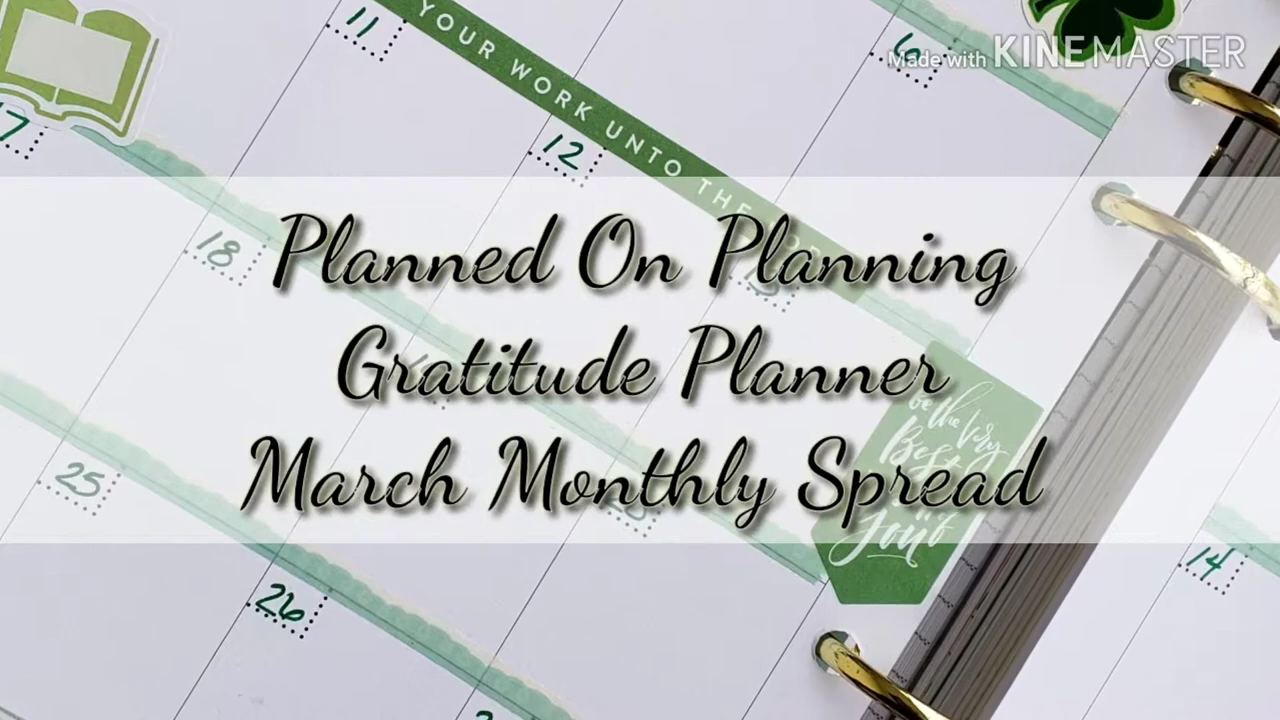 11
YOUR WORK UNTO THE
6
Made with KINEMASTER
17
12
Planned On Planning
18
Gratitude Planner
be the very
Best
March Monthly Spread
25
You
14
26